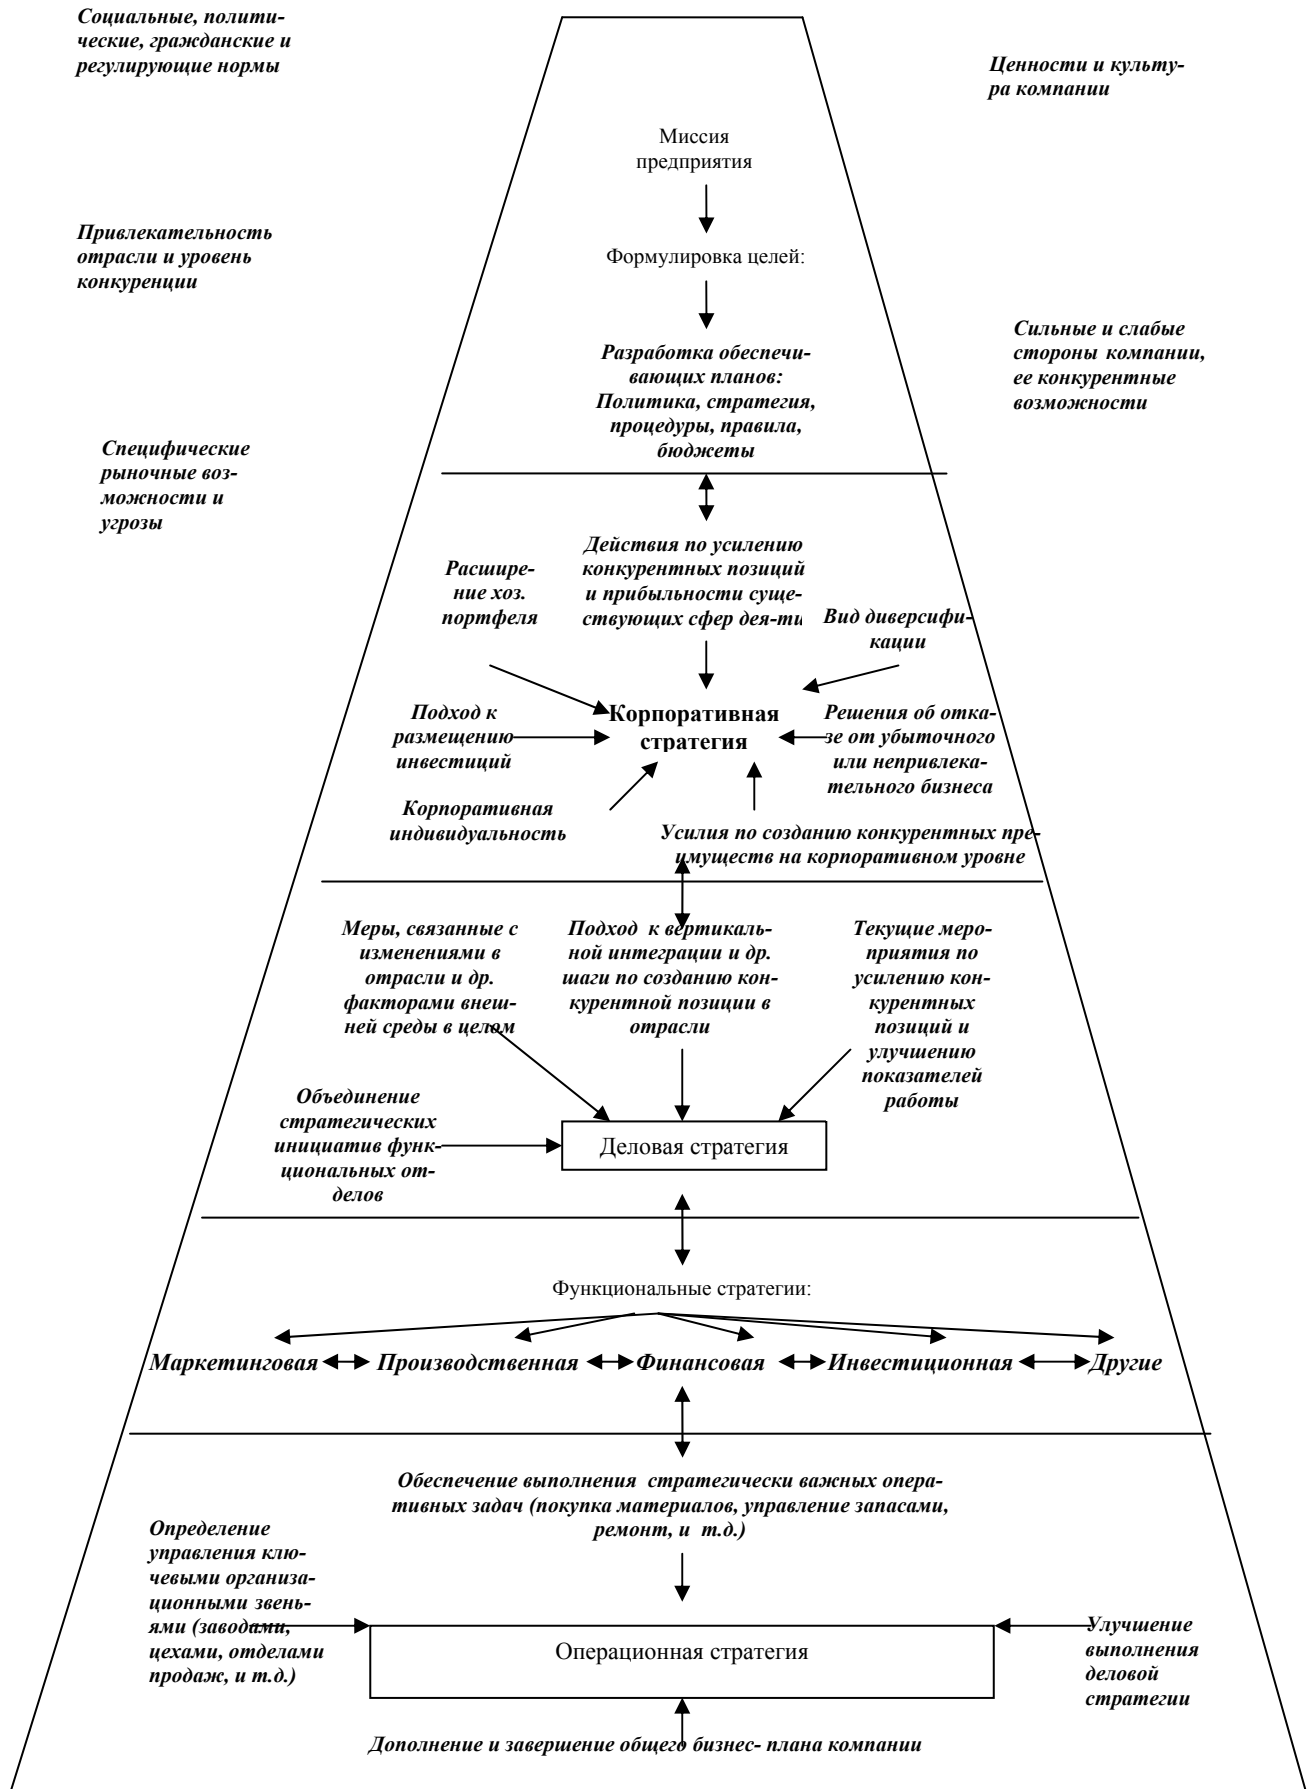 Социальные, полити-
ческие, гражданские и
регулирующие нормы
Ценности и культу-
ра компании
Миссия
предприятия
Привлекательность
отрасли и уровень
конкуренции
Формулировка целей:
Сильные и слабые
стороны компании,
ее конкурентные
возможности
Разработка обеспечи-
вающих планов:
Политика, стратегия,
процедуры, правила,
бюджеты
Специфические
рыночные воз-
можности и
угрозы
Расшире-
ние хоз.
портфеля
Действия по усилению
конкурентных позиций
и прибыльности суще-
ствующих сфер дея-ти
Вид диверсифи-
кации
Подход к
размещению
инвестиций
Корпоративная
стратегия
Решения об отка-
зе от убыточного
или непривлека-
тельного бизнеса
Корпоративная
индивидуальность
Усилия по созданию конкурентных пре-
имуществ на корпоративном уровне
Меры, связанные с
изменениями в
отрасли и др.
факторами внеш-
ней среды в целом
Подход к вертикаль-
ной интеграции и др.
шаги по созданию кон-
курентной позиции в
отрасли
Текущие меро-
приятия по
усилению кон-
курентных
позиций и
улучшению
показателей
работы
Объединение
стратегических
инициатив функ-
циональных от-
делов
Деловая стратегия
Функциональные стратегии:
Маркетинговая Производственная Финансовая Инвестиционная Другие
Обеспечение выполнения стратегически важных опера-
тивных задач (покупка материалов, управление запасами,
ремонт, и т.д.)
Определение
управления клю-
чевыми организа-
ционными звень-
ями (заводами,
цехами, отделами
продаж, и т.д.)
Операционная стратегия
Улучшение
выполнения
деловой
стратегии
Дополнение и завершение общего бизнес- плана компании